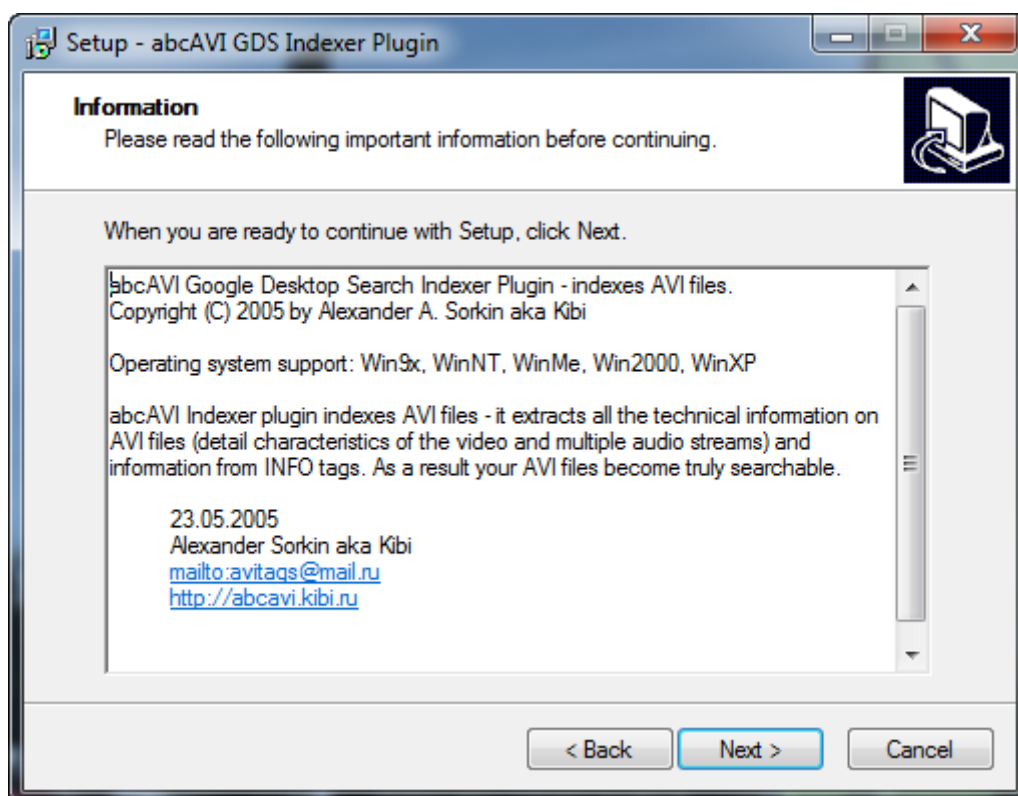 Setup - abcAVI GDS Indexer Plugin
Information
Please read the following important information before continuing.
When you are ready to continue with Setup, click Next.
abcAVI Google Desktop Search Indexer Plugin - indexes AVI files.
Copyright (C) 2005 by Alexander A. Sorkin aka Kibi
Operating system support: Win9x, WinNT, WinMe, Win2000, WinXP
abcAVI Indexer plugin indexes AVI files - it extracts all the technical information on
AVI files (detail characteristics of the video and multiple audio streams) and
information from INFO tags. As a result your AVI files become truly searchable.
23.05.2005
Alexander Sorkin aka Kibi
mailto:avitags@mail.ru
http://abcavi.kibi.ru
< Back Next > Cancel